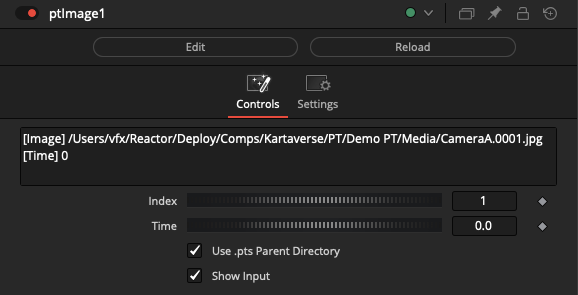 ptImage1
Edit
Reload
Controls
Settings
[Image] /Users/vfx/Reactor/Deploy/Comps/Kartaverse/PT/Demo PT/Media/CameraA.0001.jpg
[Time] 0
Index 1
Time 0.0
Use .pts Parent Directory
Show Input